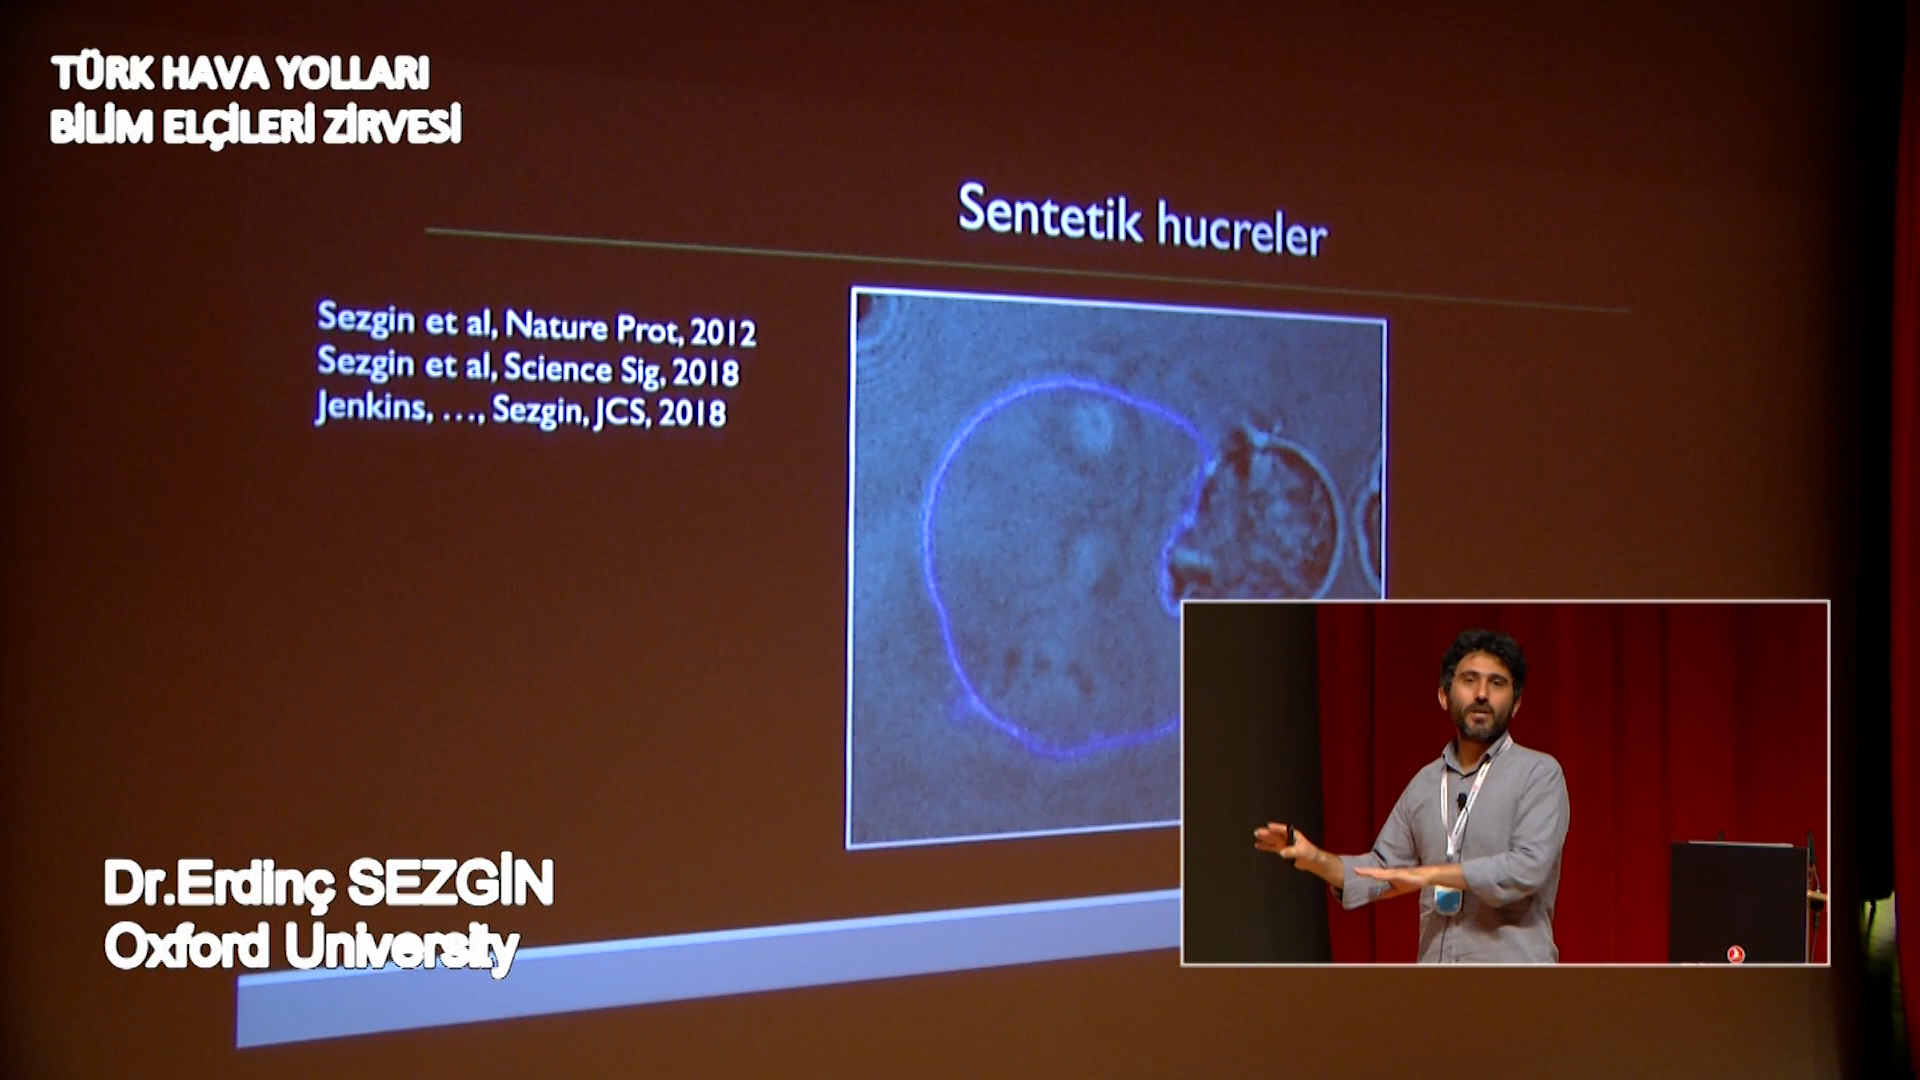 TÜRK HAVA YOLLARI
BİLİM ELÇİLERİ ZİRVESİ
Sentetik hucreler
Sezgin et al, Nature Prot, 2012
Sezgin et al, Science Sig, 2018
Jenkins, ..., Sezgin, JCS, 2018
Dr.Erdinç SEZGİN
Oxford University